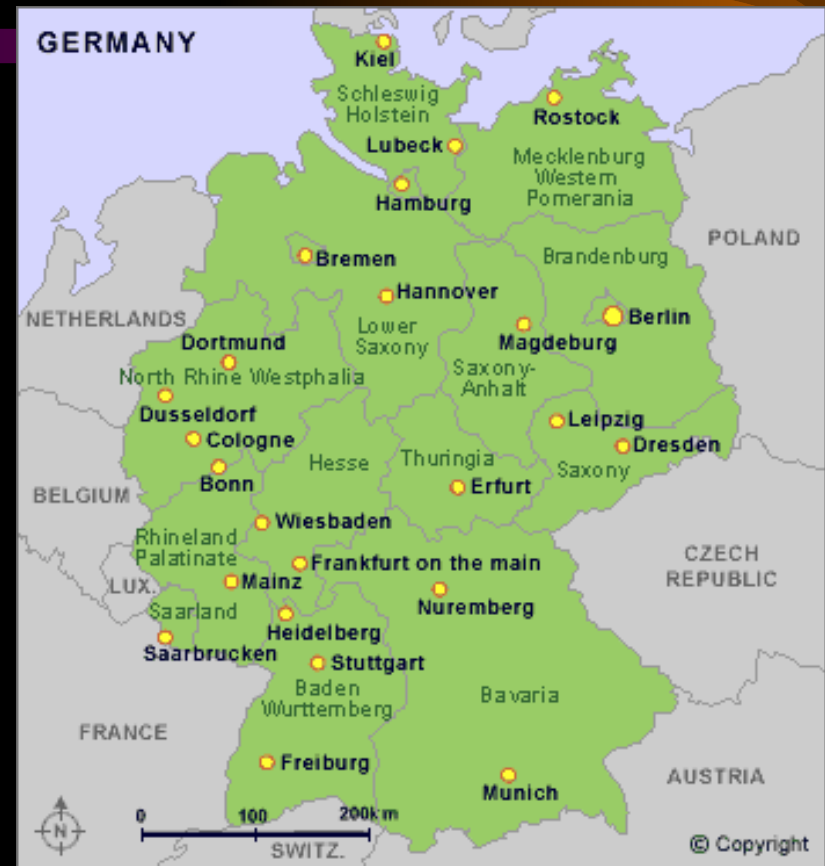 GERMANY
Kiel
Schleswig
Holstein
Rostock
Lubeck
Mecklenburg
Western
Pomerania
Hamburg
POLAND
Brandenburg
Bremen
Hannover
NETHERLANDS
Berlin
Lower
Saxony
Dortmund
Magdeburg
North Rhine Westphalia
Saxony-
Anhalt
Dusseldorf
Leipzig
Cologne
Dresden
Hesse
Thuringia
Saxony
Bonn
Erfurt
BELGIUM
Wiesbaden
Rhineland
Palatinate
Frankfurt on the main
CZECH
REPUBLIC
LUX.
Mainz
Nuremberg
Saarland
Heidelberg
Saarbrucken
Stuttgart
Baden
Wurttemberg
Bavaria
FRANCE
Freiburg
AUSTRIA
Munich
N
0 100 200km
SWITZ.
© Copyright